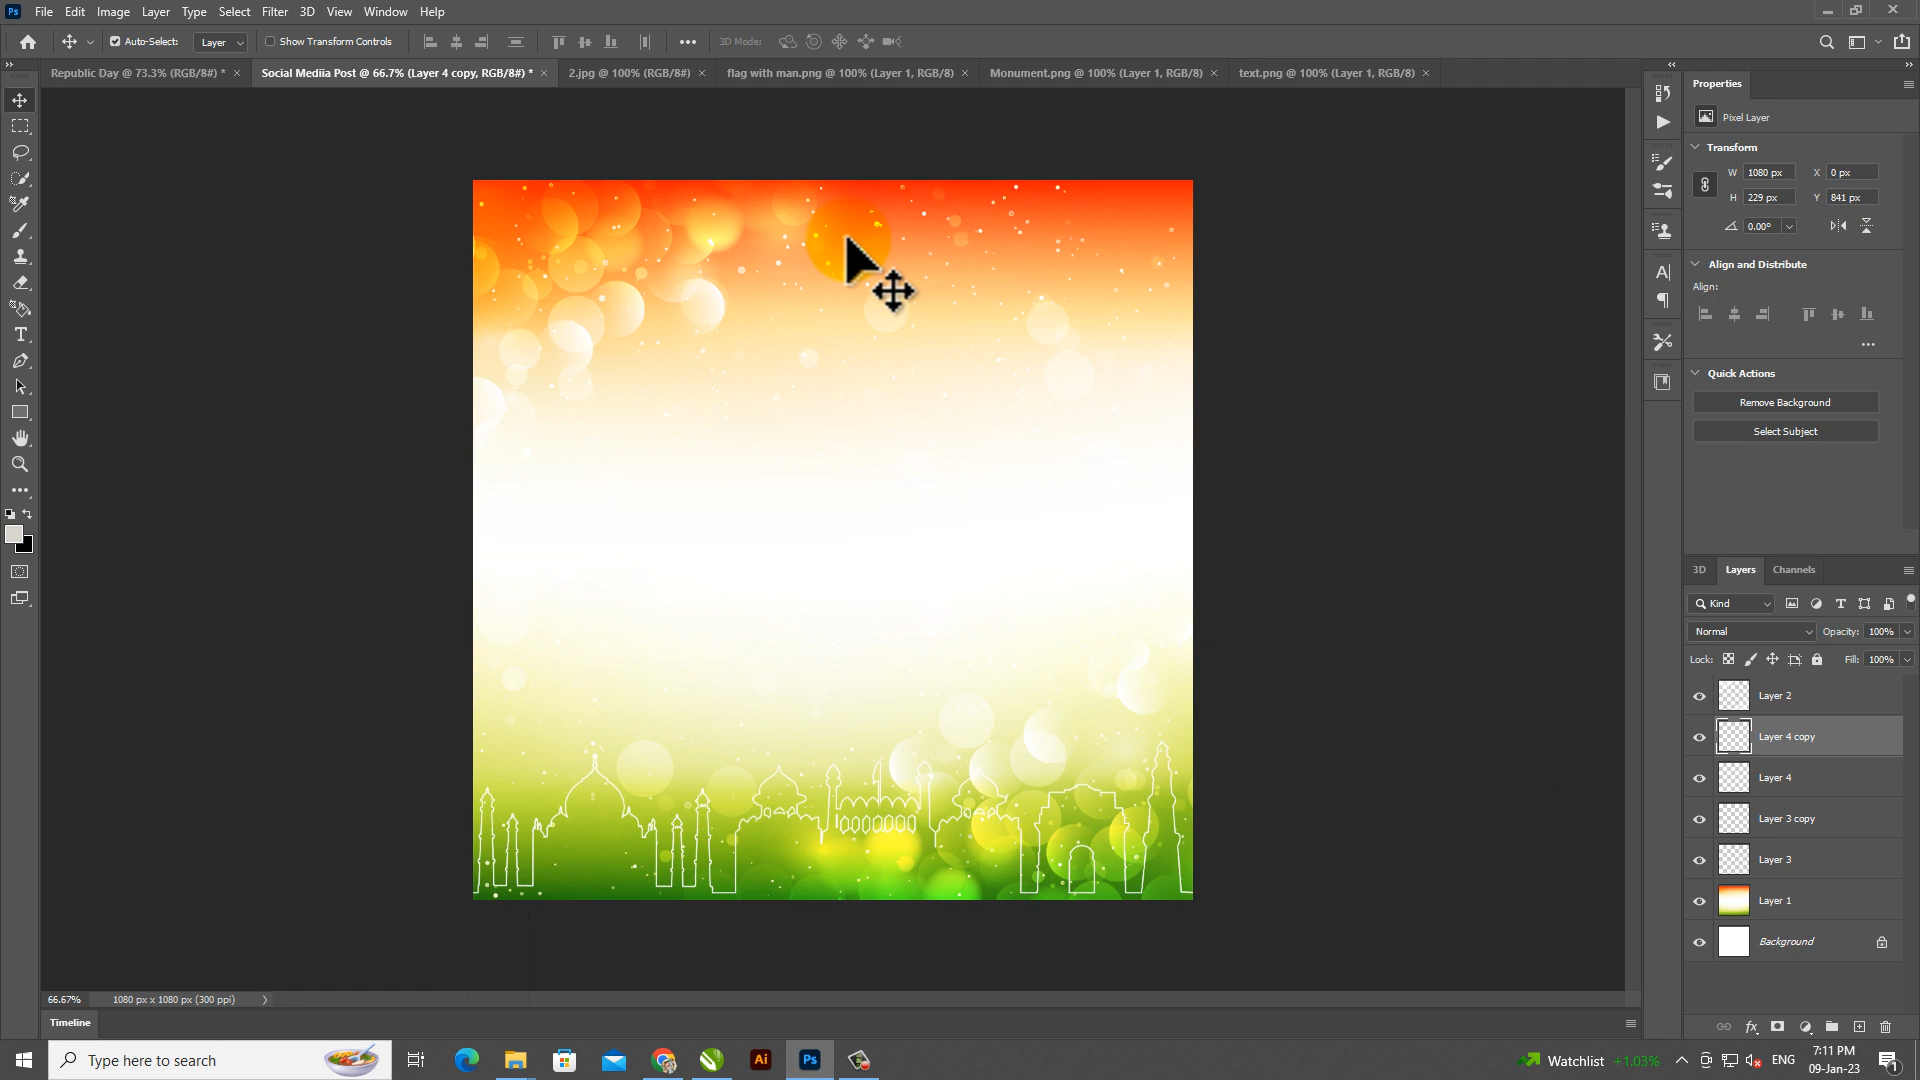 Ps File Edit Image Layer Type Select Filter 3D View Window Help
Auto-Select: Layer Show Transform Controls 3D Mode:
Republic Day @ 73.3% (RGB/8#) * Social Mediia Post @ 66.7% (Layer 4 copy, RGB/8#) * 2.jpg @ 100% (RGB/8#) flag with man.png @ 100% (Layer 1, RGB/8) Monument.png @ 100% (Layer 1, RGB/8) text.png @ 100% (Layer 1, RGB/8)
Properties
Pixel Layer
Transform
W 1080 px X 0 px
H 229 px Y 841 px
0.00°
Align and Distribute
Align:
Quick Actions
Remove Background
Select Subject
3D Layers Channels
Kind
Normal Opacity: 100%
Lock: Fill: 100%
Layer 2
Layer 4 copy
Layer 4
Layer 3 copy
Layer 3
Layer 1
Background
66.67% 1080 px x 1080 px (300 ppi)
Timeline
Type here to search
Ai Ps
Watchlist +1.03% ENG
7:11 PM
09-Jan-23
1